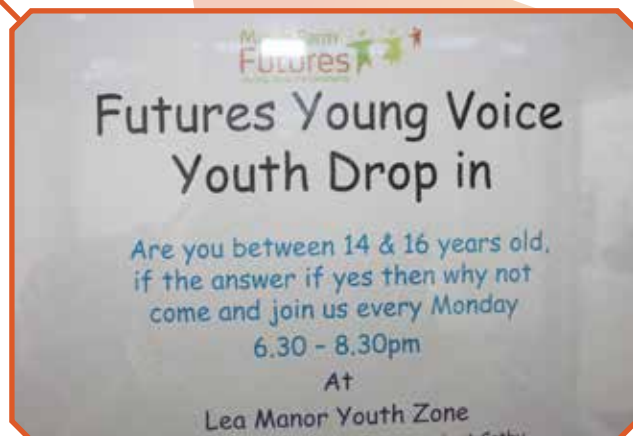 Farm
Futures
Futures Young Voice
Youth Drop in
Are you between 14 & 16 years old,
if the answer if yes then why not
come and join us every Monday
6.30 - 8.30pm
At
Lea Manor Youth Zone